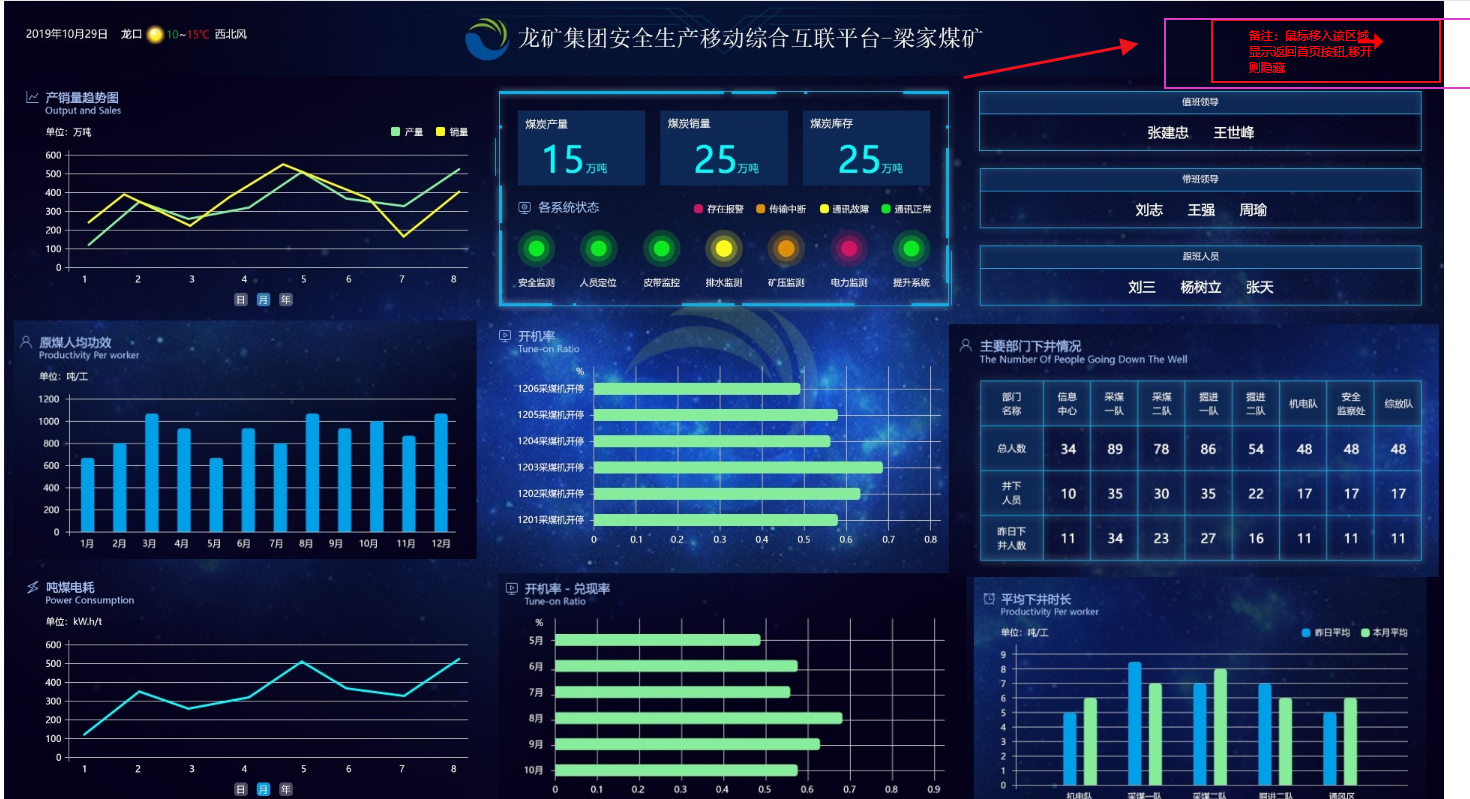 2019年10月29日 龙口 10~15℃ 西北风
龙矿集团安全生产移动综合互联平台-梁家煤矿
备注：鼠标移入该区域
显示返回首页按钮,移开
则隐藏
产销量趋势图
Output and Sales
单位：万吨
产量 销量
600
500
400
300
200
100
0
1 2 3 4 5 6 7 8
日 月 年
煤炭产量
15万吨
煤炭销量
25万吨
煤炭库存
25万吨
各系统状态
存在报警 传输中断 通讯故障 通讯正常
安全监测 人员定位 皮带监控 排水监测 矿压监测 电力监测 提升系统
值班领导
张建忠 王世峰
带班领导
刘志 王强 周瑜
跟班人员
刘三 杨树立 张天
原煤人均功效
Productivity Per worker
单位：吨/工
1200
1000
800
600
400
200
0
1月 2月 3月 4月 5月 6月 7月 8月 9月 10月 11月 12月
开机率
Tune-on Ratio
%
1206采煤机开停
1205采煤机开停
1204采煤机开停
1203采煤机开停
1202采煤机开停
1201采煤机开停
0 0.1 0.2 0.3 0.4 0.5 0.6 0.7 0.8
主要部门下井情况
The Number Of People Going Down The Well
部门 信息 采煤 采煤 掘进 掘进 机电队 安全 综放队
名称 中心 一队 二队 一队 二队 监察处
总人数 34 89 78 86 54 48 48 48
井下
人员 10 35 30 35 22 17 17 17
昨日下
井人数 11 34 23 27 16 11 11 11
吨煤电耗
Power Consumption
单位：kW.h/t
600
500
400
300
200
100
0
1 2 3 4 5 6 7 8
日 月 年
开机率 - 兑现率
Tune-on Ratio
%
5月
6月
7月
8月
9月
10月
0 0.1 0.2 0.3 0.4 0.5 0.6 0.7 0.8 0.9
平均下井时长
Productivity Per worker
单位：吨/工
昨日平均 本月平均
9
8
7
6
5
4
3
2
1
0
机电队 采煤一队 采煤二队 掘进二队 通风区